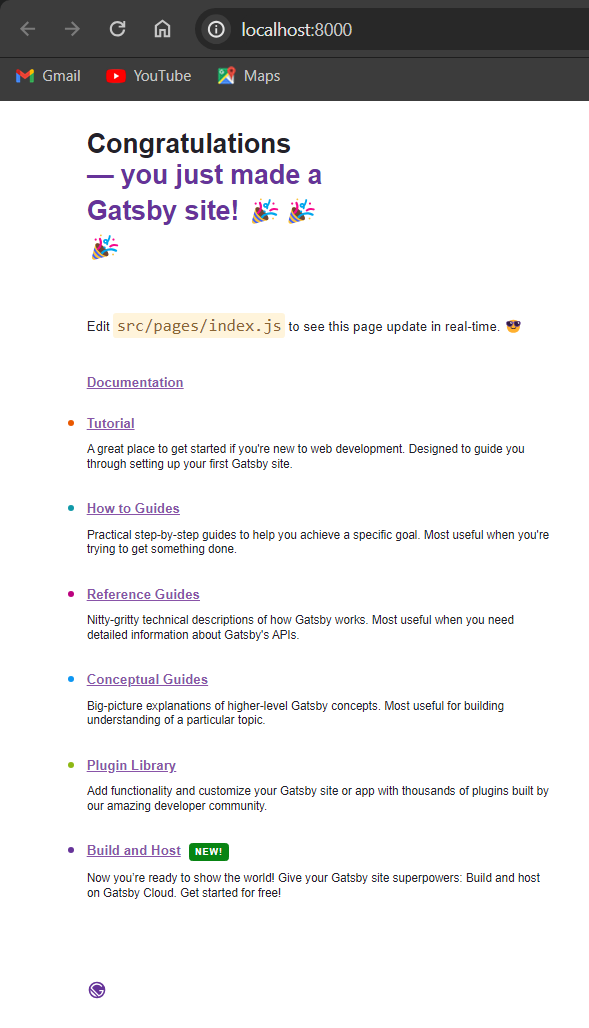 localhost:8000
Gmail
YouTube
Maps
Congratulations
— you just made a
Gatsby site! 🎉 🎉
🎉
Edit src/pages/index.js to see this page update in real-time. 😎
Documentation
Tutorial
A great place to get started if you're new to web development. Designed to guide you
through setting up your first Gatsby site.
How to Guides
Practical step-by-step guides to help you achieve a specific goal. Most useful when you're
trying to get something done.
Reference Guides
Nitty-gritty technical descriptions of how Gatsby works. Most useful when you need
detailed information about Gatsby's APIs.
Conceptual Guides
Big-picture explanations of higher-level Gatsby concepts. Most useful for building
understanding of a particular topic.
Plugin Library
Add functionality and customize your Gatsby site or app with thousands of plugins built by
our amazing developer community.
Build and Host NEW!
Now you’re ready to show the world! Give your Gatsby site superpowers: Build and host
on Gatsby Cloud. Get started for free!